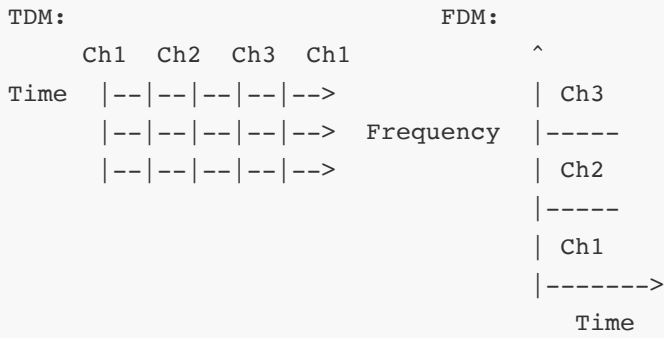 TDM:                           FDM:
     Ch1  Ch2  Ch3  Ch1              ^
Time  |--|--|--|--|-->               | Ch3
      |--|--|--|--|-->  Frequency    |-----
      |--|--|--|--|-->               | Ch2
                                     |-----
                                     | Ch1
                                     |------->
                                       Time